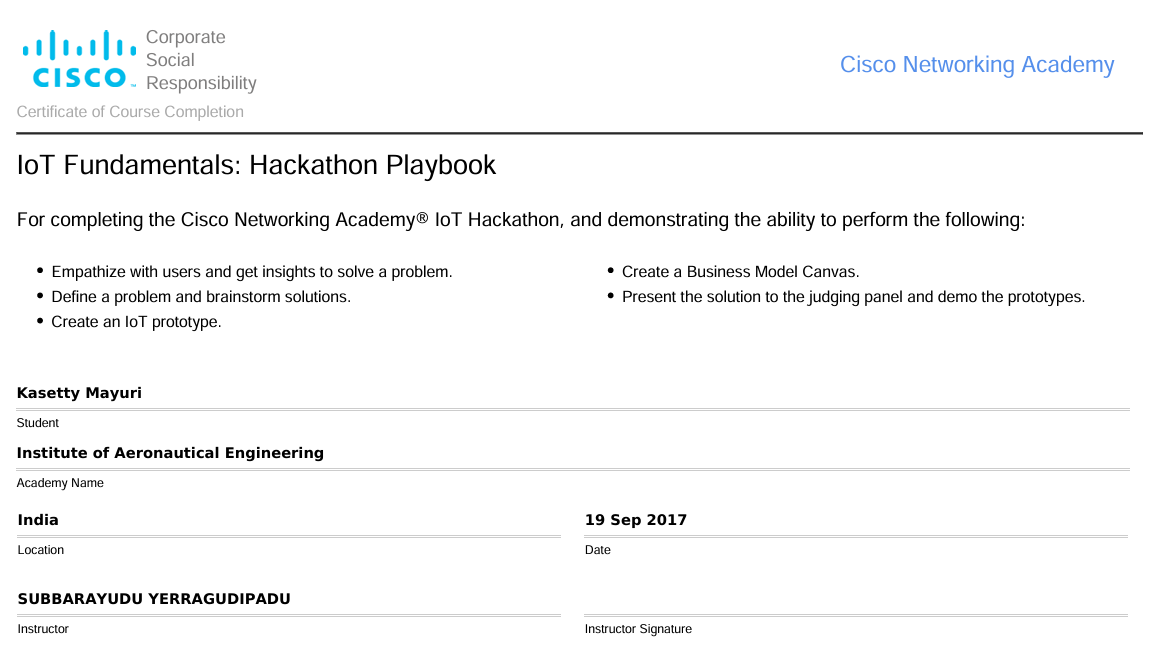 Corporate
Social
Responsibility
CISCO™
Cisco Networking Academy
Certificate of Course Completion
IoT Fundamentals: Hackathon Playbook
For completing the Cisco Networking Academy® IoT Hackathon, and demonstrating the ability to perform the following:
• Empathize with users and get insights to solve a problem.
• Define a problem and brainstorm solutions.
• Create an IoT prototype.
• Create a Business Model Canvas.
• Present the solution to the judging panel and demo the prototypes.
Kasetty Mayuri
Student
Institute of Aeronautical Engineering
Academy Name
India
Location
19 Sep 2017
Date
SUBBARAYUDU YERRAGUDIPADU
Instructor
Instructor Signature